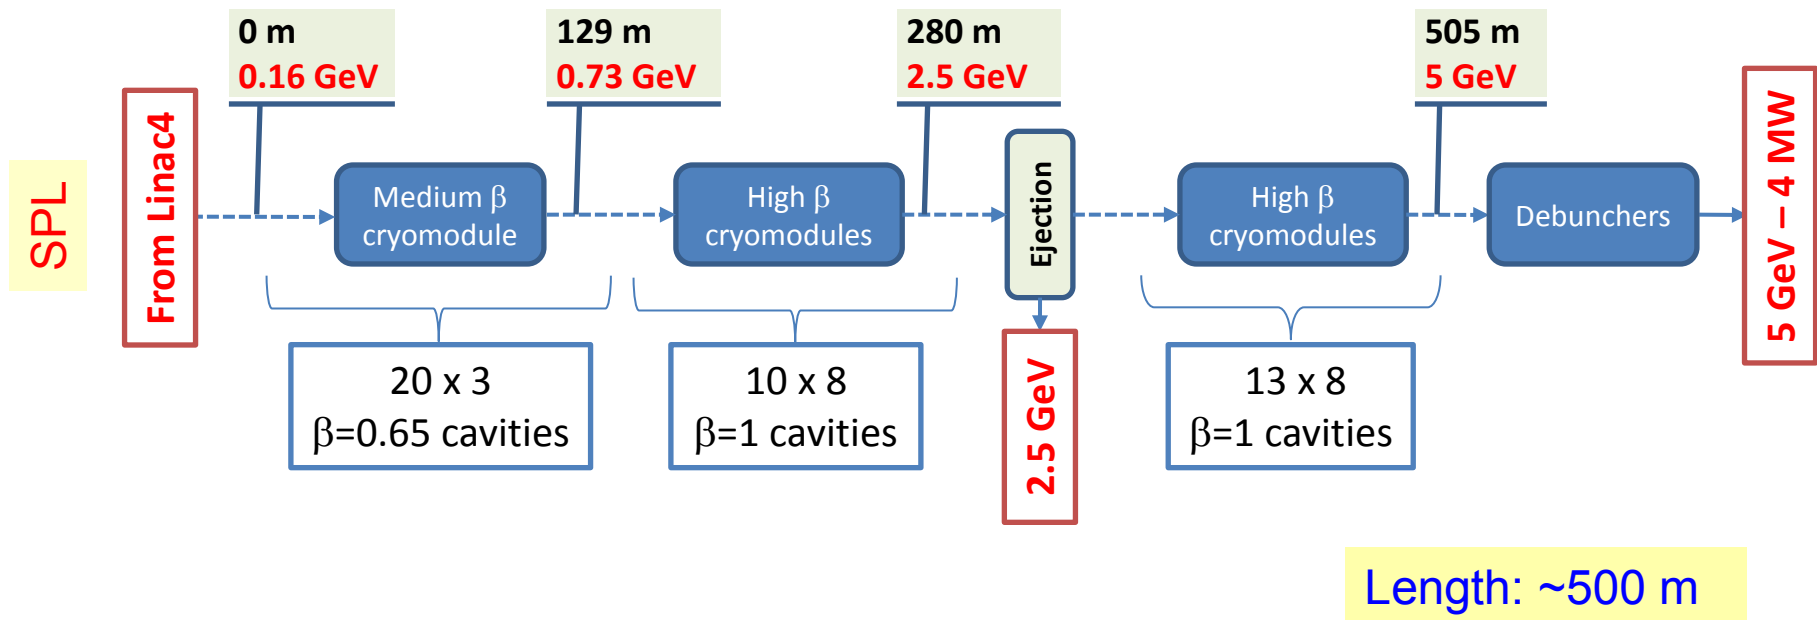 0 m
0.16 GeV
129 m
0.73 GeV
280 m
2.5 GeV
505 m
5 GeV
SPL
From Linac4
Medium β
cryomodule
High β
cryomodules
Ejection
High β
cryomodules
Debunchers
5 GeV – 4 MW
20 x 3
β=0.65 cavities
10 x 8
β=1 cavities
2.5 GeV
13 x 8
β=1 cavities
Length: ~500 m